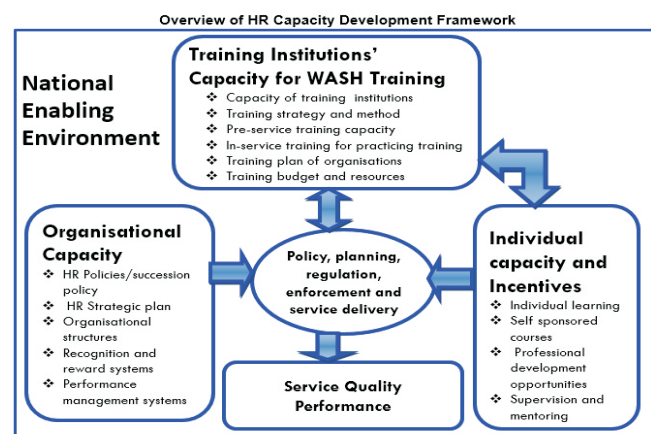 Overview of HR Capacity Development Framework
National
Enabling
Environment
Training Institutions'
Capacity for WASH Training
❖ Capacity of training institutions
❖ Training strategy and method
❖ Pre-service training capacity
❖ In-service training for practicing training
❖ Training plan of organisations
❖ Training budget and resources
Organisational
Capacity
❖ HR Policies/succession
policy
❖ HR Strategic plan
❖ Organisational
structures
❖ Recognition and
reward systems
❖ Performance
management systems
Policy, planning,
regulation,
enforcement and
service delivery
Individual
capacity and
Incentives
❖ Individual learning
❖ Self sponsored
courses
❖ Professional
development
opportunities
❖ Supervision and
mentoring
Service Quality
Performance